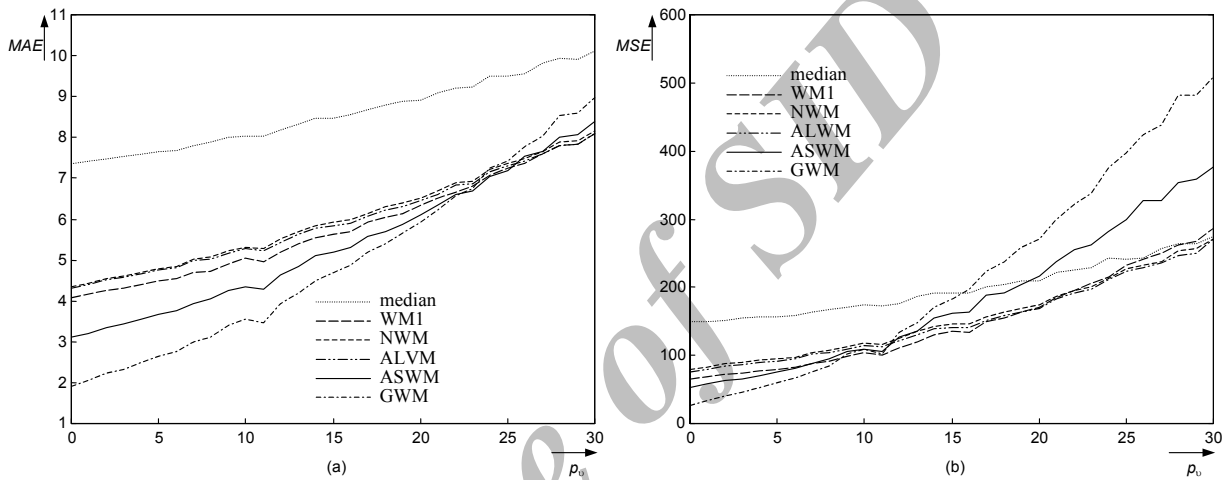 11
10
9
8
7
6
5
4
3
2
1
MAE
median
WM1
NWM
ALVM
ASWM
GWM
0 5 10 15 20 25 30
(a)
pυ
600
500
400
300
200
100
0
MSE
median
WM1
NWM
ALWM
ASWM
GWM
0 5 10 15 20 25 30
(b)
pυ
e of SID